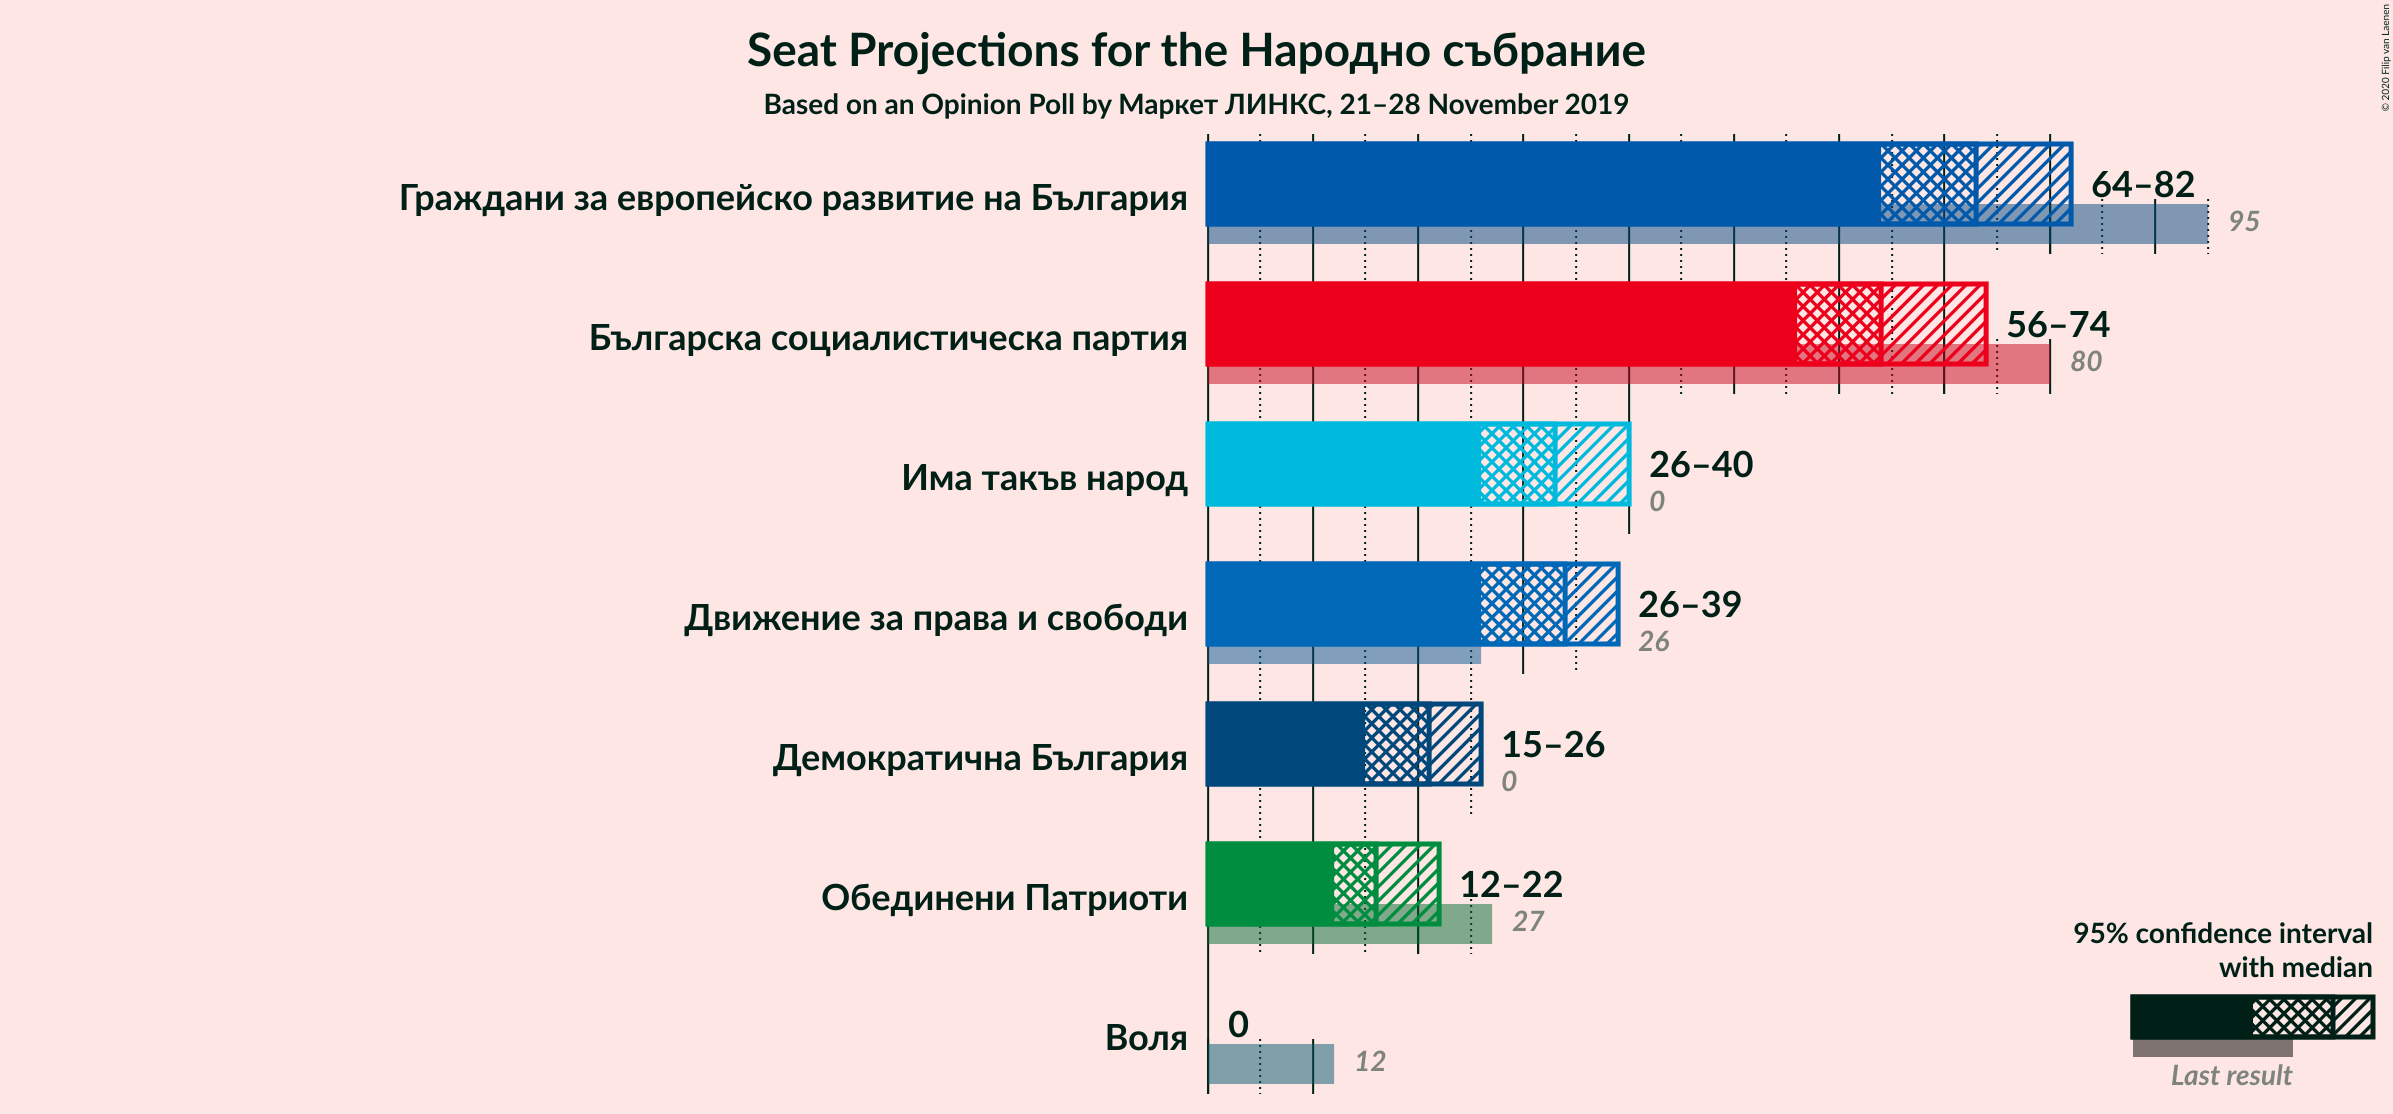 Seat Projections for the Народно събрание
Based on an Opinion Poll by Маркет ЛИНКС, 21–28 November 2019
© 2020 Filip van Laenen
Граждани за европейско развитие на България
64–82
95
Българска социалистическа партия
56–74
80
Има такъв народ
26–40
0
Движение за права и свободи
26–39
26
Демократична България
15–26
0
Обединени Патриоти
12–22
27
Воля
0
12
95% confidence interval
with median
Last result